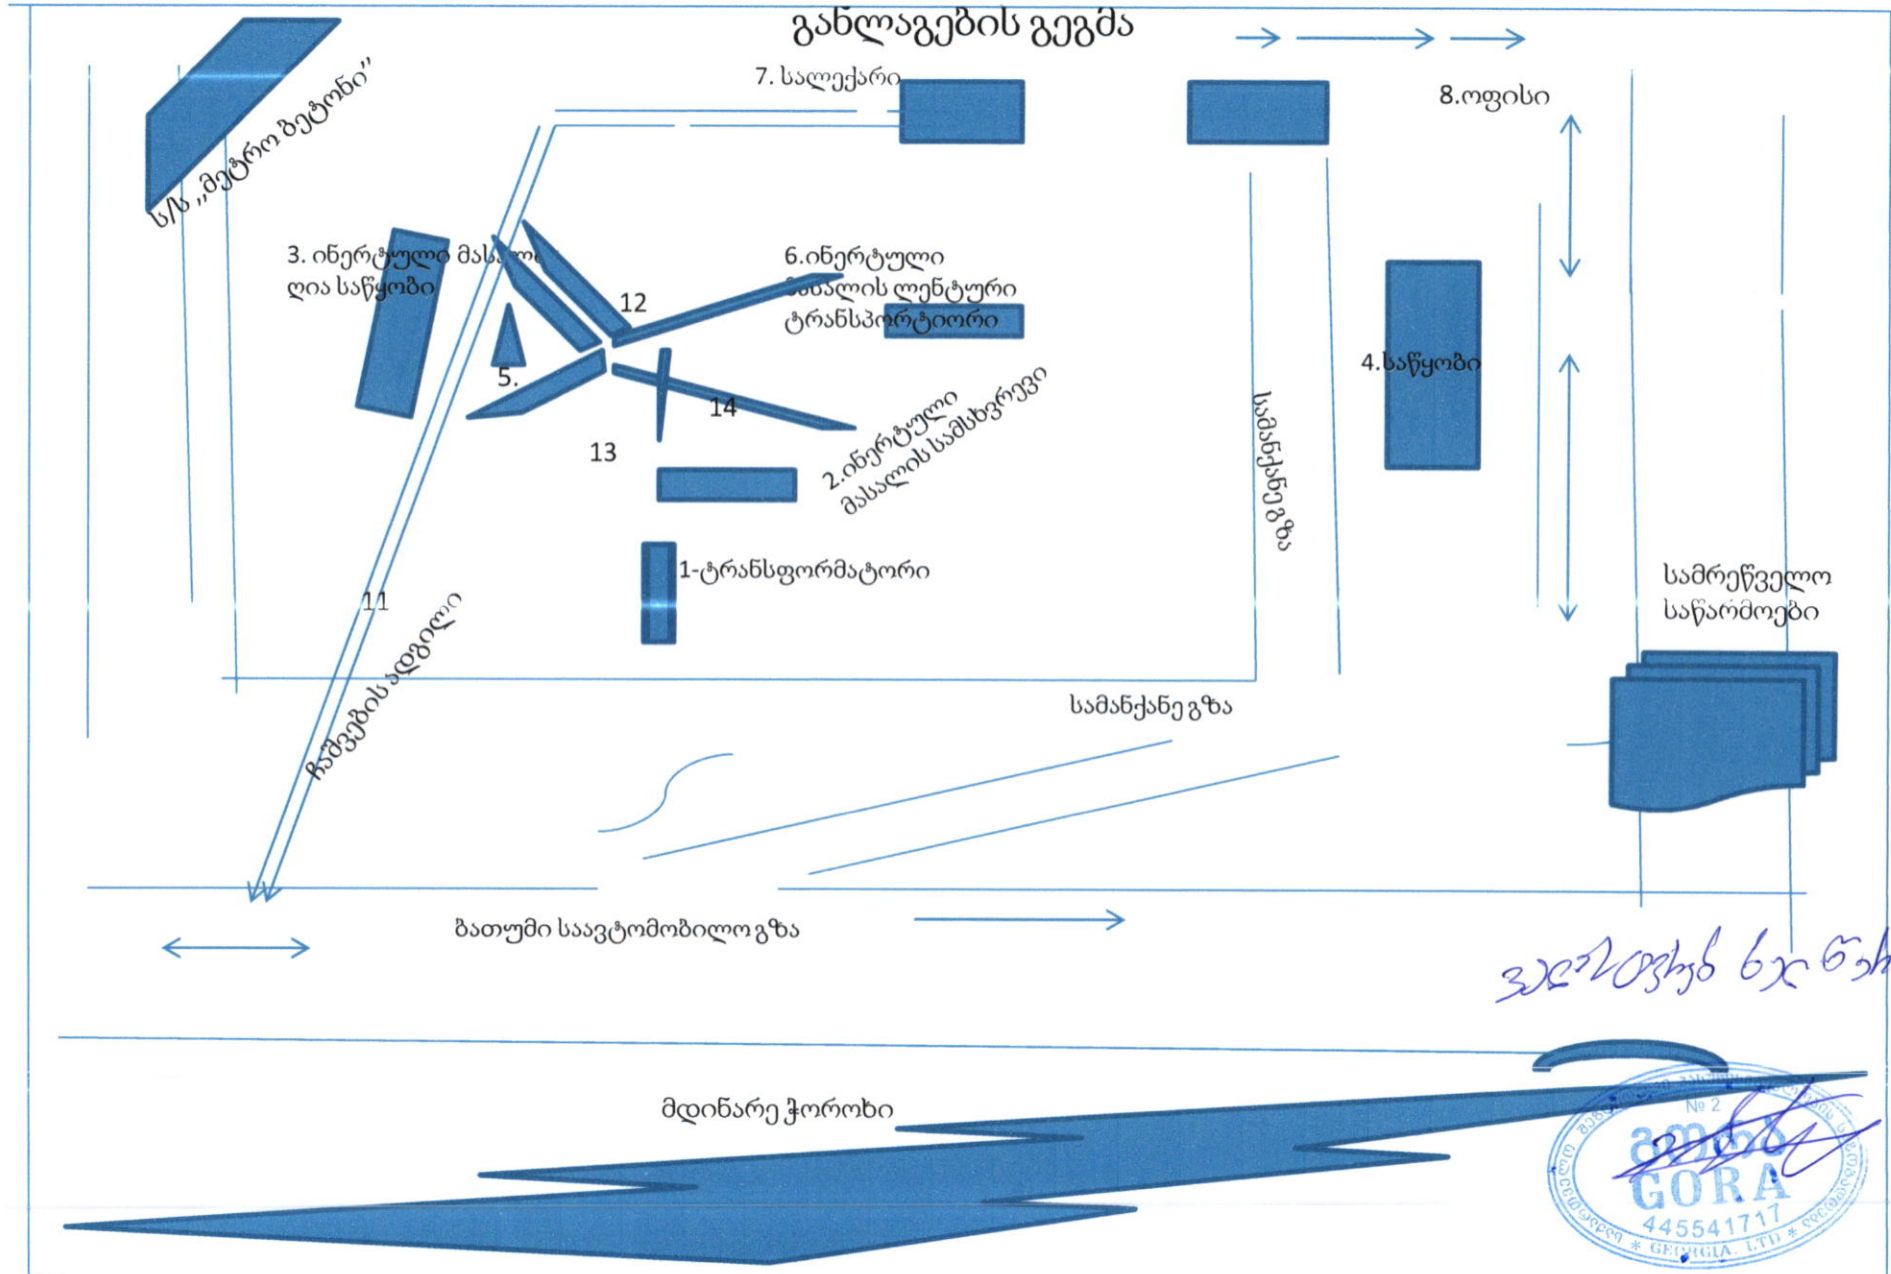 განლაგების გეგმა
7. სალექარი
8.ოფისი
ს/ს ,,მეტრო ბეტონი’’
3. ინერტული
ღია საწყობი
12
6.ინერტული
მასალის ლენტური
ტრანსპორტიორი
5.
4.საწყობი
14
13
2.ინერტული
მასალის სამსხვრევი
სამანქანე გზა
1-ტრანსფორმატორი
11
ჩაშვების ადგილი
სამრეწველო
საწარმოები
სამანქანე გზა
ბათუმი საავტომობილო გზა
მდინარე ჭოროხი
№ 2
გორა
GORA
445541717
* GEORGIA. LTD *